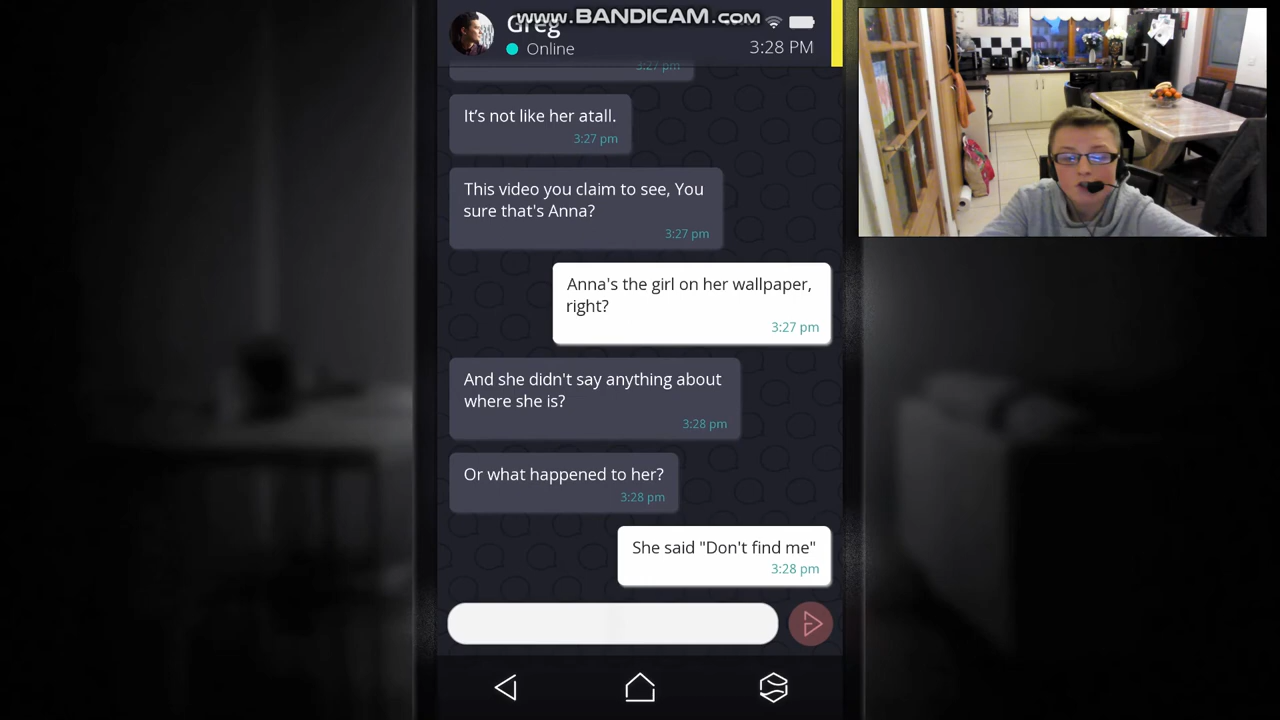 www.BANDICAM.com
Greg
Online
3:28 PM
3:27 pm
It's not like her atall.
3:27 pm
This video you claim to see, You
sure that's Anna?
3:27 pm
Anna's the girl on her wallpaper,
right?
3:27 pm
And she didn't say anything about
where she is?
3:28 pm
Or what happened to her?
3:28 pm
She said "Don't find me"
3:28 pm